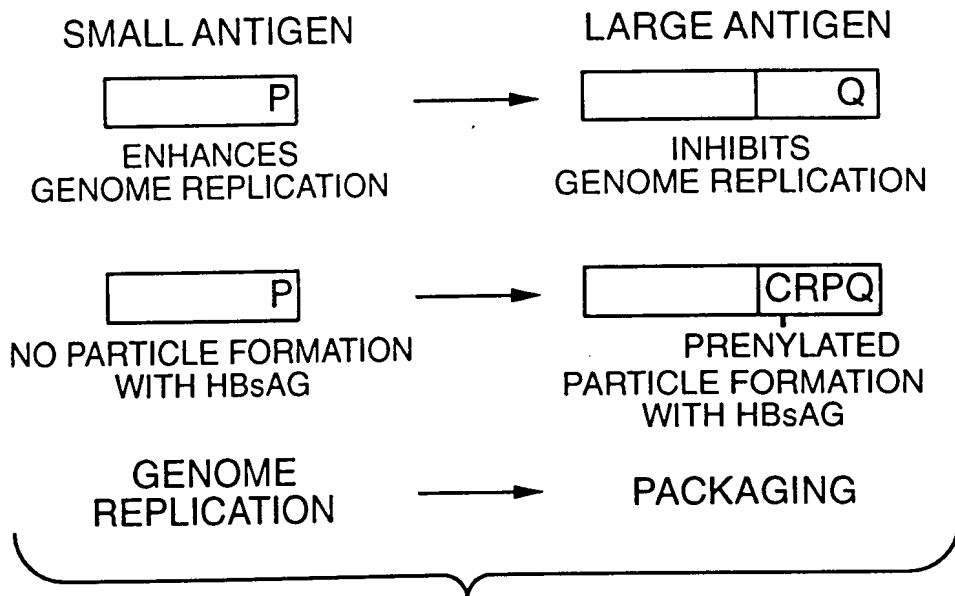 SMALL ANTIGEN
LARGE ANTIGEN
P
Q
ENHANCES
GENOME REPLICATION
INHIBITS
GENOME REPLICATION
P
CRPQ
NO PARTICLE FORMATION
WITH HBsAG
PRENYLATED
PARTICLE FORMATION
WITH HBsAG
GENOME
REPLICATION
PACKAGING